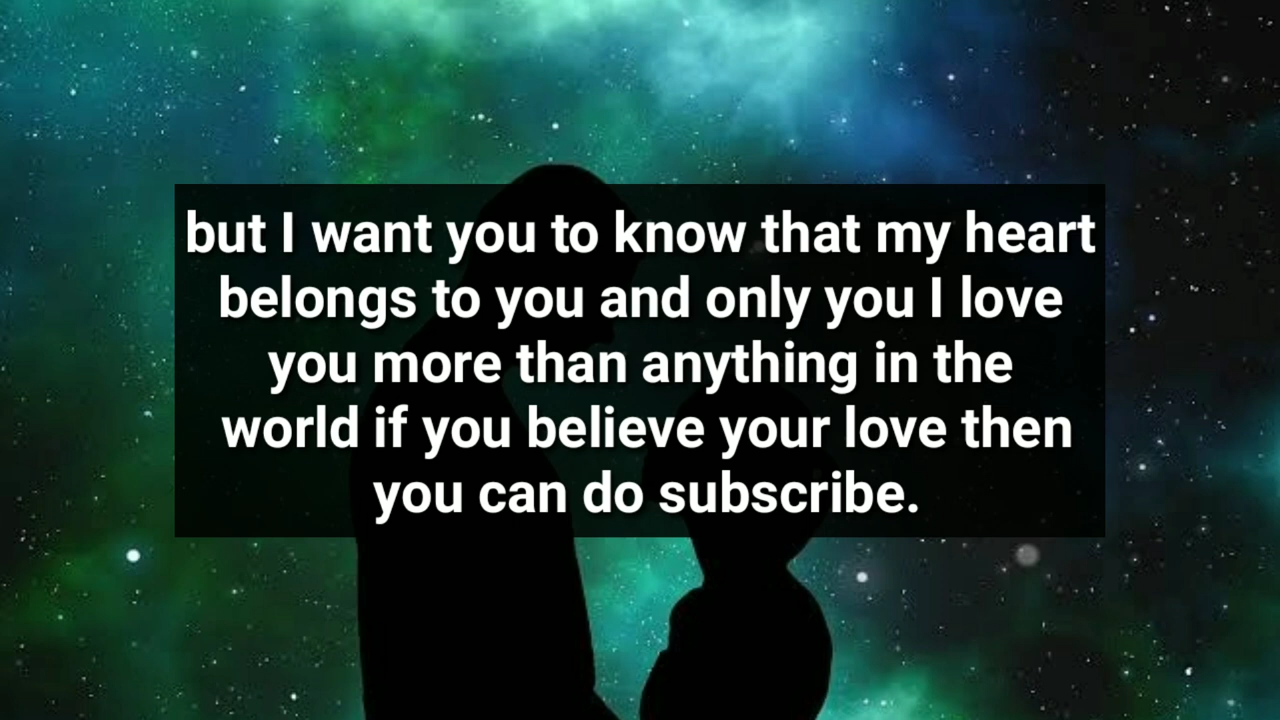 but I want you to know that my heart
belongs to you and only you I love
you more than anything in the
world if you believe your love then
you can do subscribe.